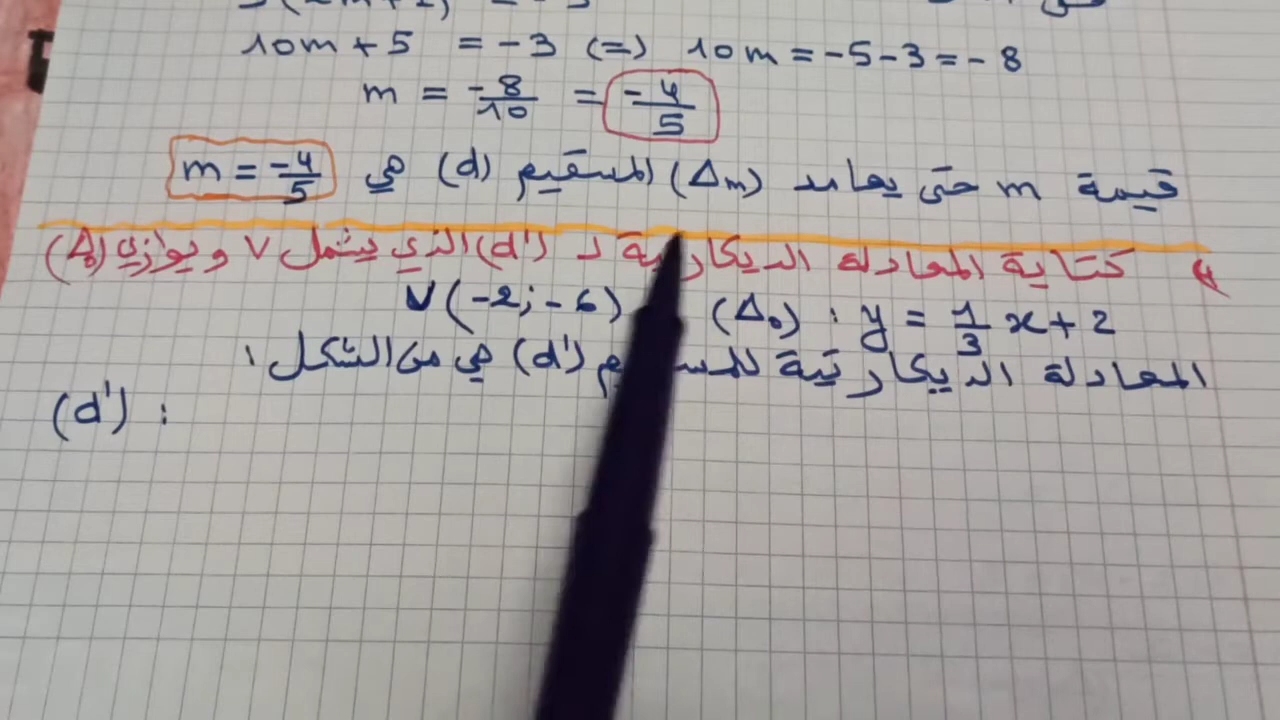 10m + 5 = -3 (=) 10m = -5-3 = -8
m = -8/10 = -4/5
قيمة m حتى يعامد (Δm) المستقيم (d) هي m = -4/5
4) كتابة المعادلة الديكارتية لـ (d') الذي يشمل V ويوازي (Δ0)
V(-2; -6) (Δ0): y = 1/3 x + 2
المعادلة الديكارتية للمستقيم (d') هي من الشكل:
(d') :